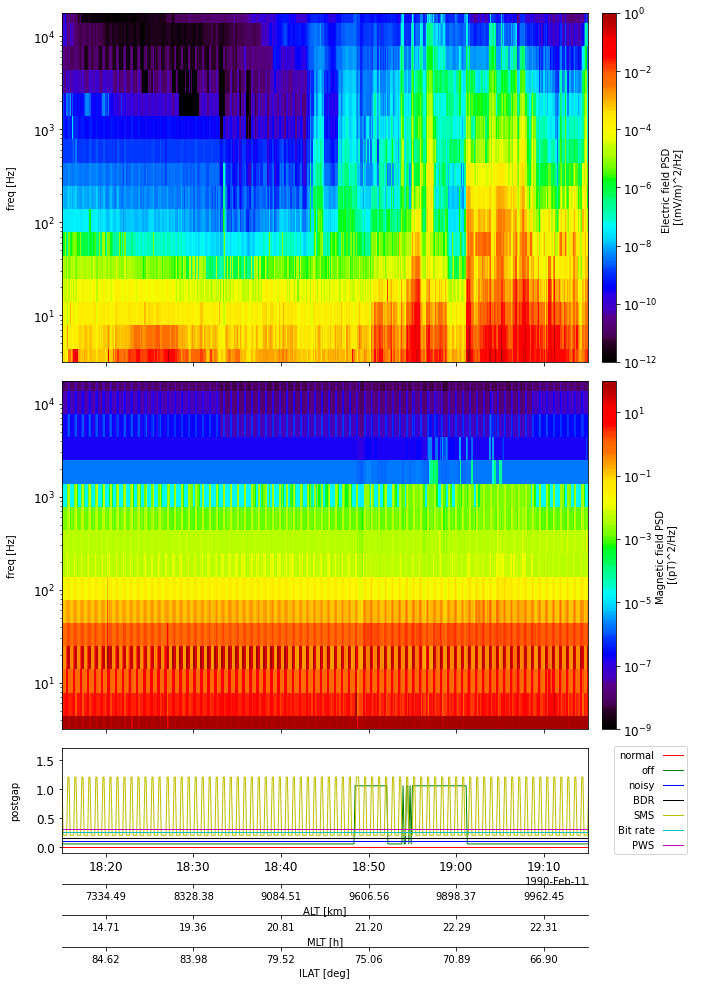 10^4
10^3
10^2
10^1
freq [Hz]
10^0
10^−2
10^−4
10^−6
10^−8
10^−10
10^−12
Electric field PSD
[(mV/m)^2/Hz]
10^4
10^3
10^2
10^1
freq [Hz]
10^1
10^−1
10^−3
10^−5
10^−7
10^−9
Magnetic field PSD
[(pT)^2/Hz]
1.5
1.0
0.5
0.0
postgap
normal
off
noisy
BDR
SMS
Bit rate
PWS
18:20 18:30 18:40 18:50 19:00 19:10
1990-Feb-11
7334.49 8328.38 9084.51 9606.56 9898.37 9962.45
ALT [km]
14.71 19.36 20.81 21.20 22.29 22.31
MLT [h]
84.62 83.98 79.52 75.06 70.89 66.90
ILAT [deg]